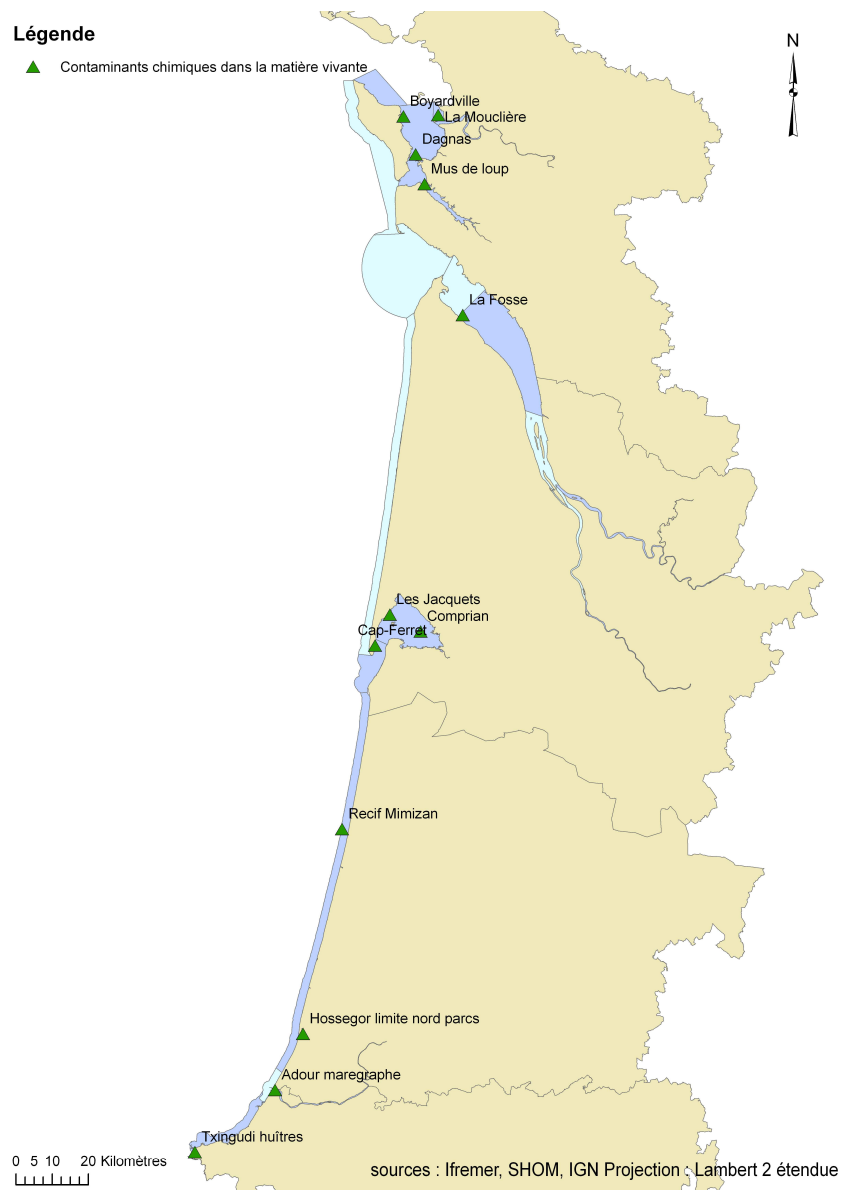 Légende
Contaminants chimiques dans la matière vivante
N
Boyardville
La Mouclière
Dagnas
Mus de loup
La Fosse
Les Jacquets
Comprian
Cap-Ferret
Recif Mimizan
Hossegor limite nord parcs
Adour maregraphe
Txingudi huîtres
0 5 10 20 Kilomètres
sources : Ifremer, SHOM, IGN Projection : Lambert 2 étendue